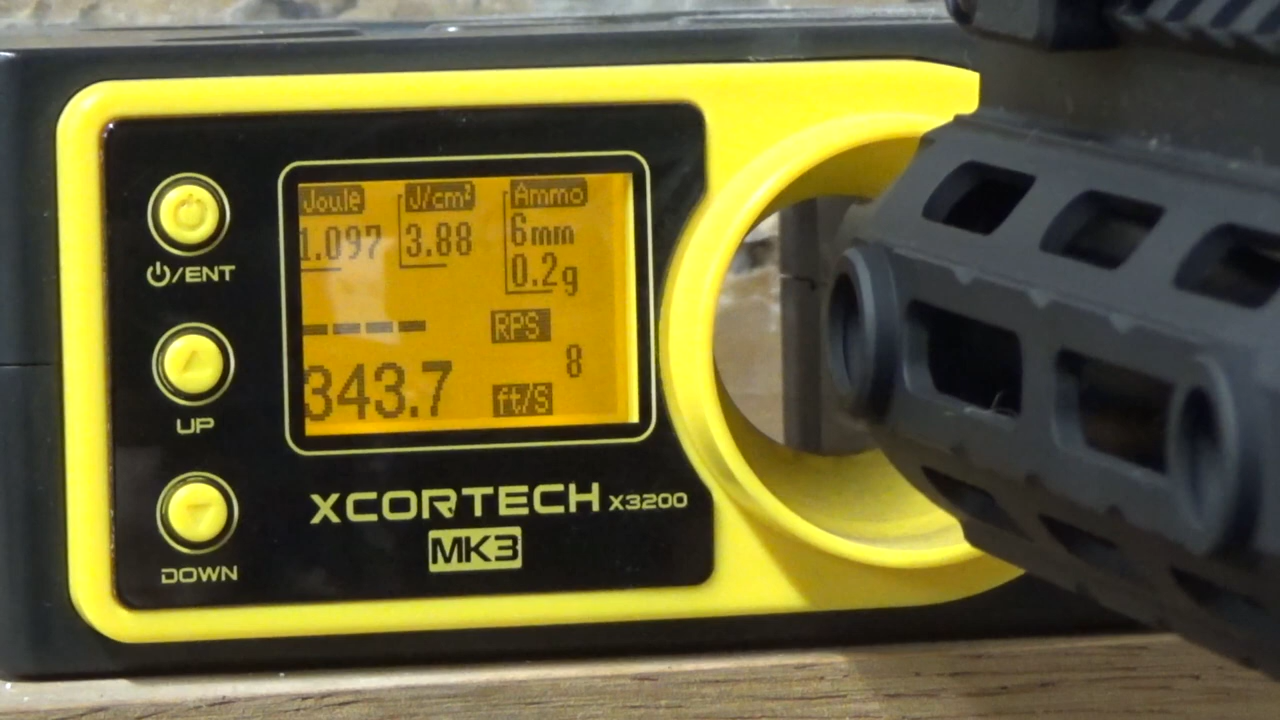 Joule J/cm² Ammo
1.097 3.88 6mm
0.2g
---- RPS
8
343.7 ft/S
⏻/ENT
UP
DOWN
XCORTECH X3200
MK3